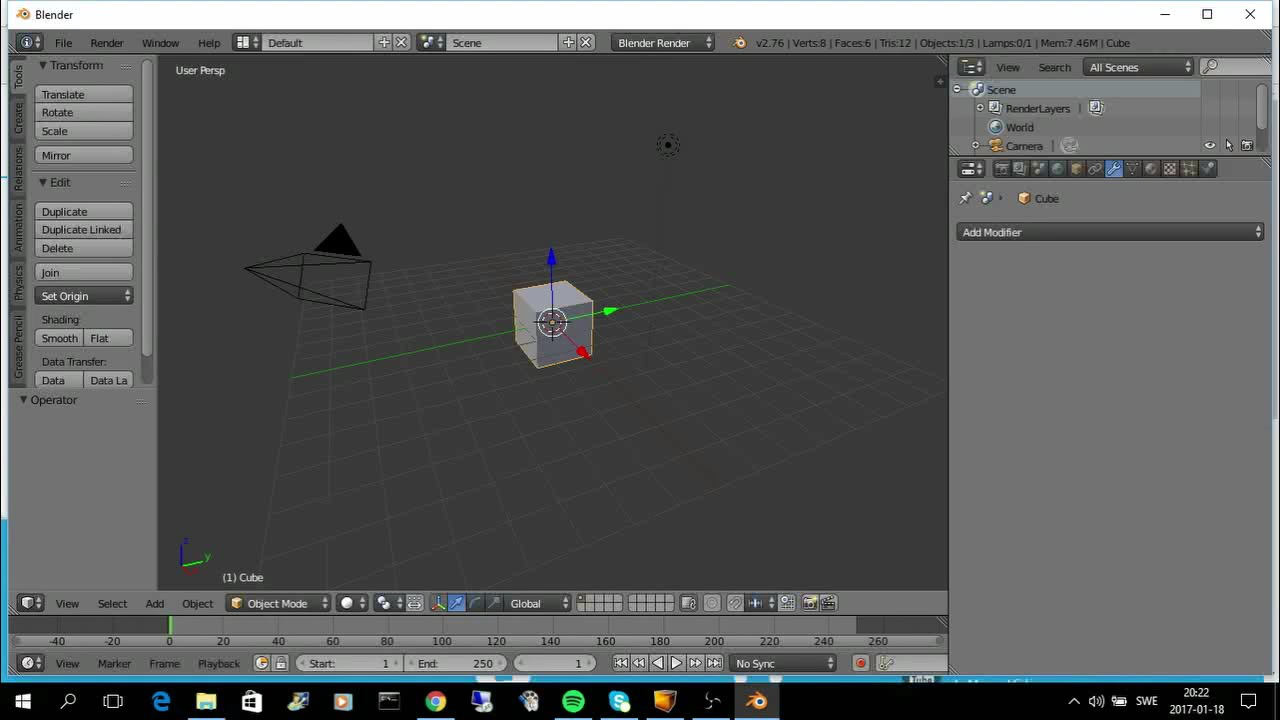 Blender
File Render Window Help Default Scene Blender Render v2.76 | Verts:8 | Faces:6 | Tris:12 | Objects:1/3 | Lamps:0/1 | Mem:7.46M | Cube
Tools
Create
Relations
Animation
Physics
Grease Pencil
Transform
Translate
Rotate
Scale
Mirror
Edit
Duplicate
Duplicate Linked
Delete
Join
Set Origin
Shading:
Smooth Flat
Data Transfer:
Data Data La
Operator
User Persp
z
y
(1) Cube
View Search All Scenes
Scene
RenderLayers |
World
Camera |
Cube
Add Modifier
View Select Add Object Object Mode Global
-40 -20 0 20 40 60 80 100 120 140 160 180 200 220 240 260
View Marker Frame Playback Start: 1 End: 250 1 No Sync
Tube
SWE
20:22
2017-01-18